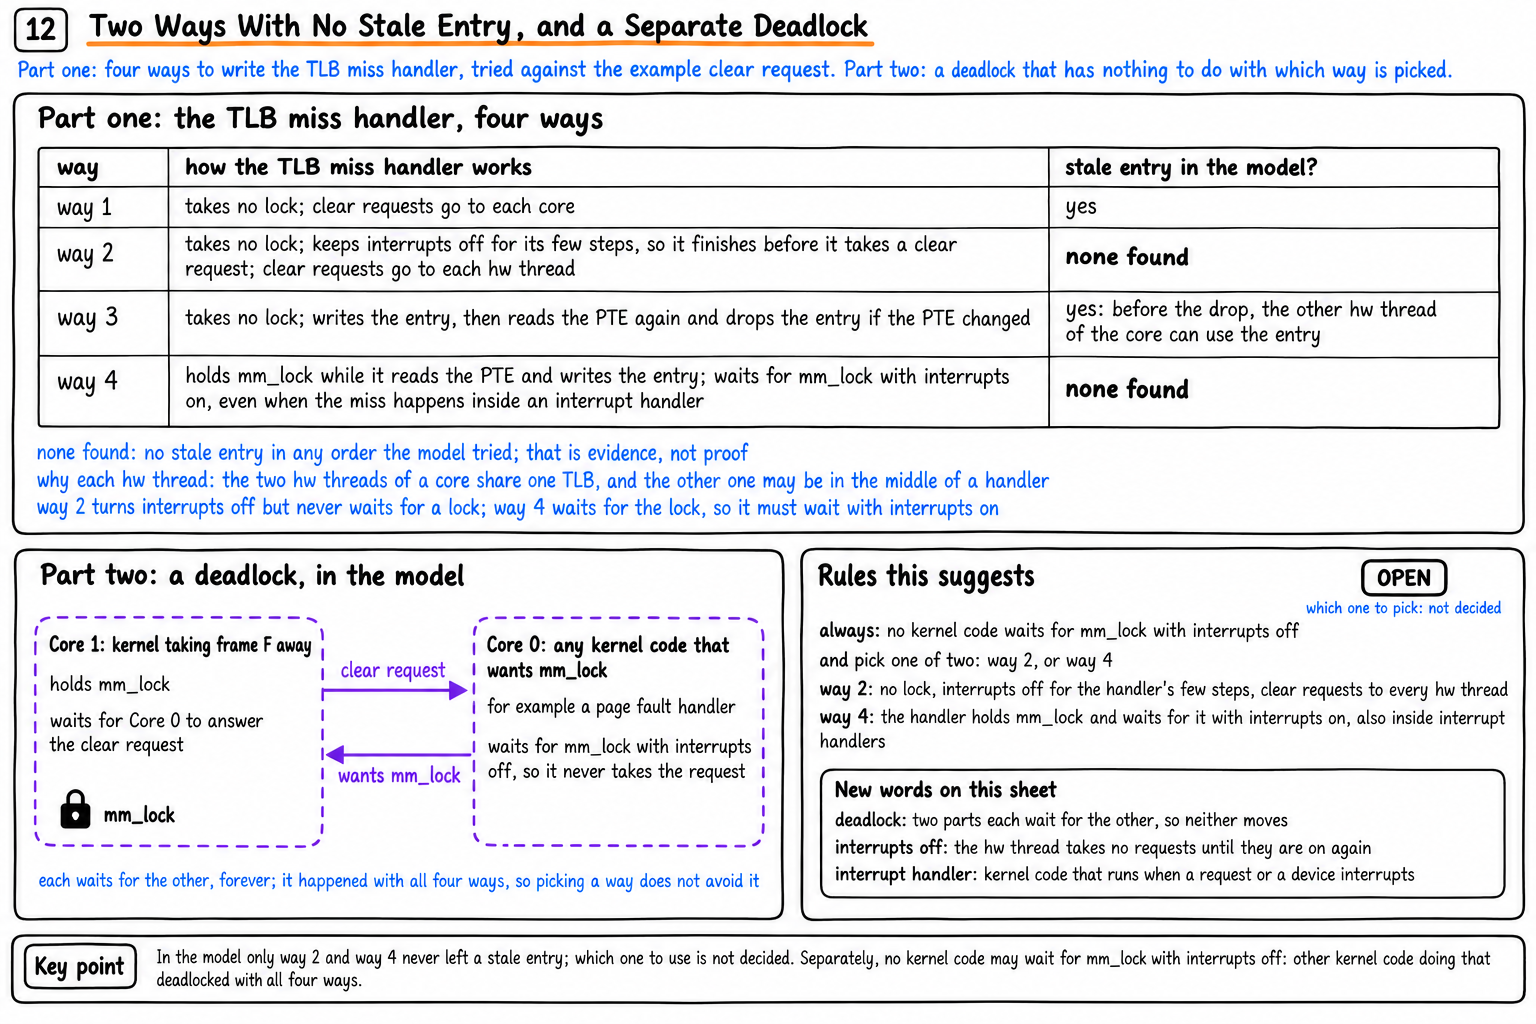 12
Two Ways With No Stale Entry, and a Separate Deadlock
Part one: four ways to write the TLB miss handler, tried against the example clear request. Part two: a deadlock that has nothing to do with which way is picked.
Part one: the TLB miss handler, four ways
way
how the TLB miss handler works
stale entry in the model?
way 1
takes no lock; clear requests go to each core
yes
way 2
takes no lock; keeps interrupts off for its few steps, so it finishes before it takes a clear
request; clear requests go to each hw thread
none found
way 3
takes no lock; writes the entry, then reads the PTE again and drops the entry if the PTE changed
yes: before the drop, the other hw thread
of the core can use the entry
way 4
holds mm_lock while it reads the PTE and writes the entry; waits for mm_lock with interrupts
on, even when the miss happens inside an interrupt handler
none found
none found: no stale entry in any order the model tried; that is evidence, not proof
why each hw thread: the two hw threads of a core share one TLB, and the other one may be in the middle of a handler
way 2 turns interrupts off but never waits for a lock; way 4 waits for the lock, so it must wait with interrupts on
Part two: a deadlock, in the model
Core 1: kernel taking frame F away
holds mm_lock
waits for Core 0 to answer
the clear request
mm_lock
clear request
wants mm_lock
Core 0: any kernel code that
wants mm_lock
for example a page fault handler
waits for mm_lock with interrupts
off, so it never takes the request
each waits for the other, forever; it happened with all four ways, so picking a way does not avoid it
Rules this suggests
OPEN
which one to pick: not decided
always: no kernel code waits for mm_lock with interrupts off
and pick one of two: way 2, or way 4
way 2: no lock, interrupts off for the handler's few steps, clear requests to every hw thread
way 4: the handler holds mm_lock and waits for it with interrupts on, also inside interrupt
handlers
New words on this sheet
deadlock: two parts each wait for the other, so neither moves
interrupts off: the hw thread takes no requests until they are on again
interrupt handler: kernel code that runs when a request or a device interrupts
Key point
In the model only way 2 and way 4 never left a stale entry; which one to use is not decided. Separately, no kernel code may wait for mm_lock with interrupts off: other kernel code doing that
deadlocked with all four ways.